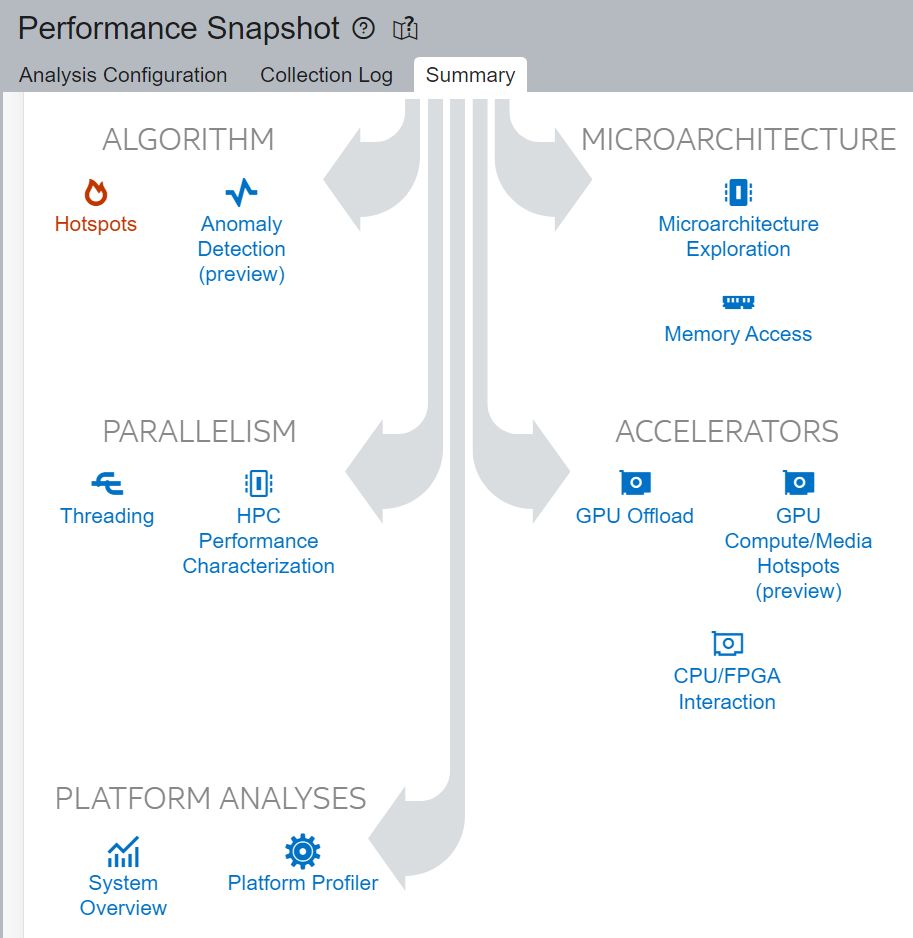 Performance Snapshot
Analysis Configuration Collection Log Summary
ALGORITHM
Hotspots
Anomaly
Detection
(preview)
MICROARCHITECTURE
Microarchitecture
Exploration
Memory Access
PARALLELISM
Threading
HPC
Performance
Characterization
ACCELERATORS
GPU Offload
GPU
Compute/Media
Hotspots
(preview)
CPU/FPGA
Interaction
PLATFORM ANALYSES
System
Overview
Platform Profiler